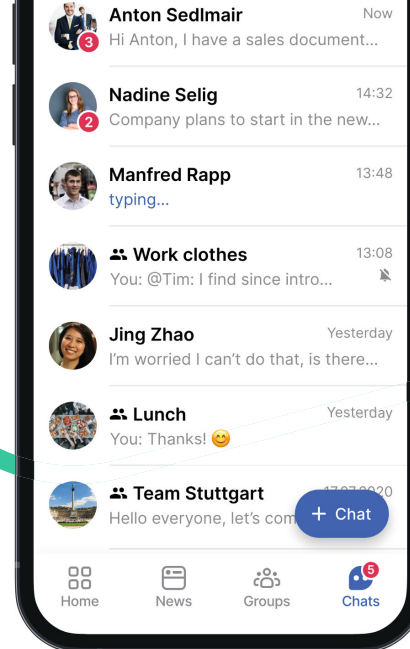 Anton Sedlmair Now
3 Hi Anton, I have a sales document...
Nadine Selig 14:32
2 Company plans to start in the new...
Manfred Rapp 13:48
typing...
Work clothes 13:08
You: @Tim: I find since intro...
Jing Zhao Yesterday
I'm worried I can't do that, is there...
Lunch Yesterday
You: Thanks! 😊
Team Stuttgart 17.07.2020
Hello everyone, let's com
+ Chat
5
Home News Groups Chats